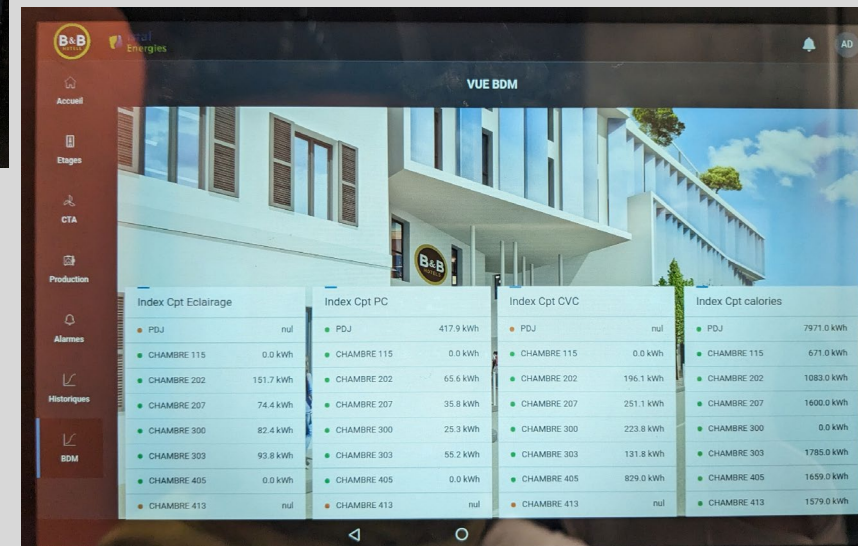 B&B
HOTELS
Energies
AD
VUE BDM
Accueil
Etages
CTA
Production
Alarmes
Historiques
BDM
B&B
HOTELS
Index Cpt Eclairage
PDJ nul
CHAMBRE 115 0.0 kWh
CHAMBRE 202 151.7 kWh
CHAMBRE 207 74.4 kWh
CHAMBRE 300 82.4 kWh
CHAMBRE 303 93.8 kWh
CHAMBRE 405 0.0 kWh
CHAMBRE 413 nul
Index Cpt PC
PDJ 417.9 kWh
CHAMBRE 115 0.0 kWh
CHAMBRE 202 65.6 kWh
CHAMBRE 207 35.8 kWh
CHAMBRE 300 25.3 kWh
CHAMBRE 303 55.2 kWh
CHAMBRE 405 0.0 kWh
CHAMBRE 413 nul
Index Cpt CVC
PDJ nul
CHAMBRE 115 0.0 kWh
CHAMBRE 202 196.1 kWh
CHAMBRE 207 251.1 kWh
CHAMBRE 300 223.8 kWh
CHAMBRE 303 131.8 kWh
CHAMBRE 405 829.0 kWh
CHAMBRE 413 nul
Index Cpt calories
PDJ 7971.0 kWh
CHAMBRE 115 671.0 kWh
CHAMBRE 202 1083.0 kWh
CHAMBRE 207 1600.0 kWh
CHAMBRE 300 0.0 kWh
CHAMBRE 303 1785.0 kWh
CHAMBRE 405 1659.0 kWh
CHAMBRE 413 1579.0 kWh